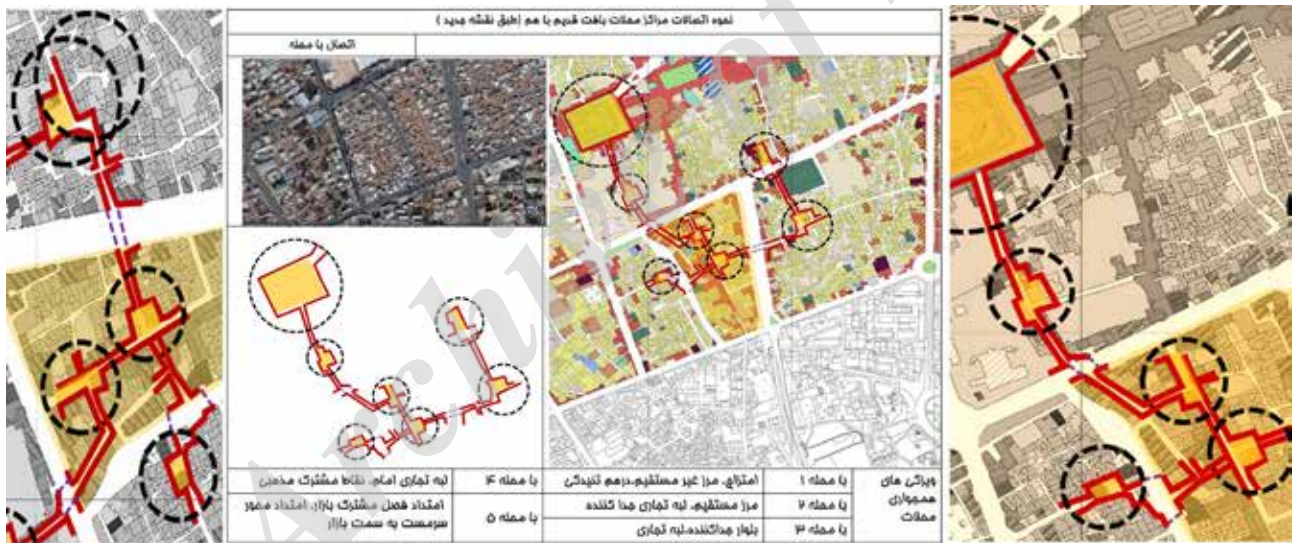 نحوه اتصالات مراکز محلات بافت قدیم با هم (طبق نقشه جدید)
اتصال با محله
ویژگی های همجواری محلات
با محله ۱
امتزاج، مرز غیر مستقیم، درهم تنیدگی
با محله ۲
مرز مستقیم، لبه تجاری جدا کننده
با محله ۳
بلوار جداکننده، لبه تجاری
با محله ۴
لبه تجاری امام، نقاط مشترک مذهبی
با محله ۵
امتداد فصل مشترک بازار، امتداد محور
سرمست به سمت بازار
Archive of